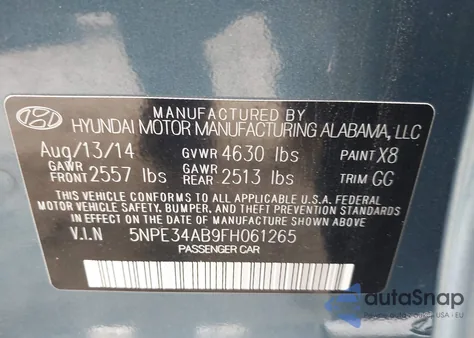 MANUFACTURED BY
HYUNDAI MOTOR MANUFACTURING ALABAMA, LLC
Aug/13/14 GVWR 4630 lbs PAINT X8
GAWR FRONT 2557 lbs GAWR REAR 2513 lbs TRIM GG
THIS VEHICLE CONFORMS TO ALL APPLICABLE U.S.A. FEDERAL
MOTOR VEHICLE SAFETY, BUMPER, AND THEFT PREVENTION STANDARDS
IN EFFECT ON THE DATE OF MANUFACTURE SHOWN ABOVE
V.I.N 5NPE34AB9FH061265
PASSENGER CAR
autoSnap